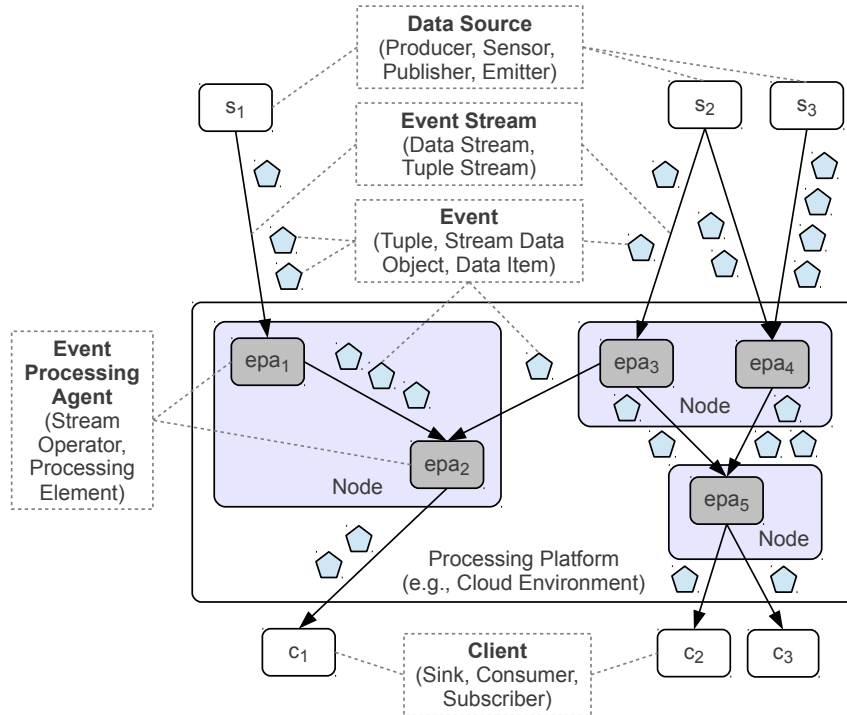 Data Source
(Producer, Sensor,
Publisher, Emitter)
s1
s2
s3
Event Stream
(Data Stream,
Tuple Stream)
Event
(Tuple, Stream Data
Object, Data Item)
Event
Processing
Agent
(Stream
Operator,
Processing
Element)
epa1
epa3
epa4
Node
epa2
Node
epa5
Node
Processing Platform
(e.g., Cloud Environment)
c1
Client
(Sink, Consumer,
Subscriber)
c2
c3